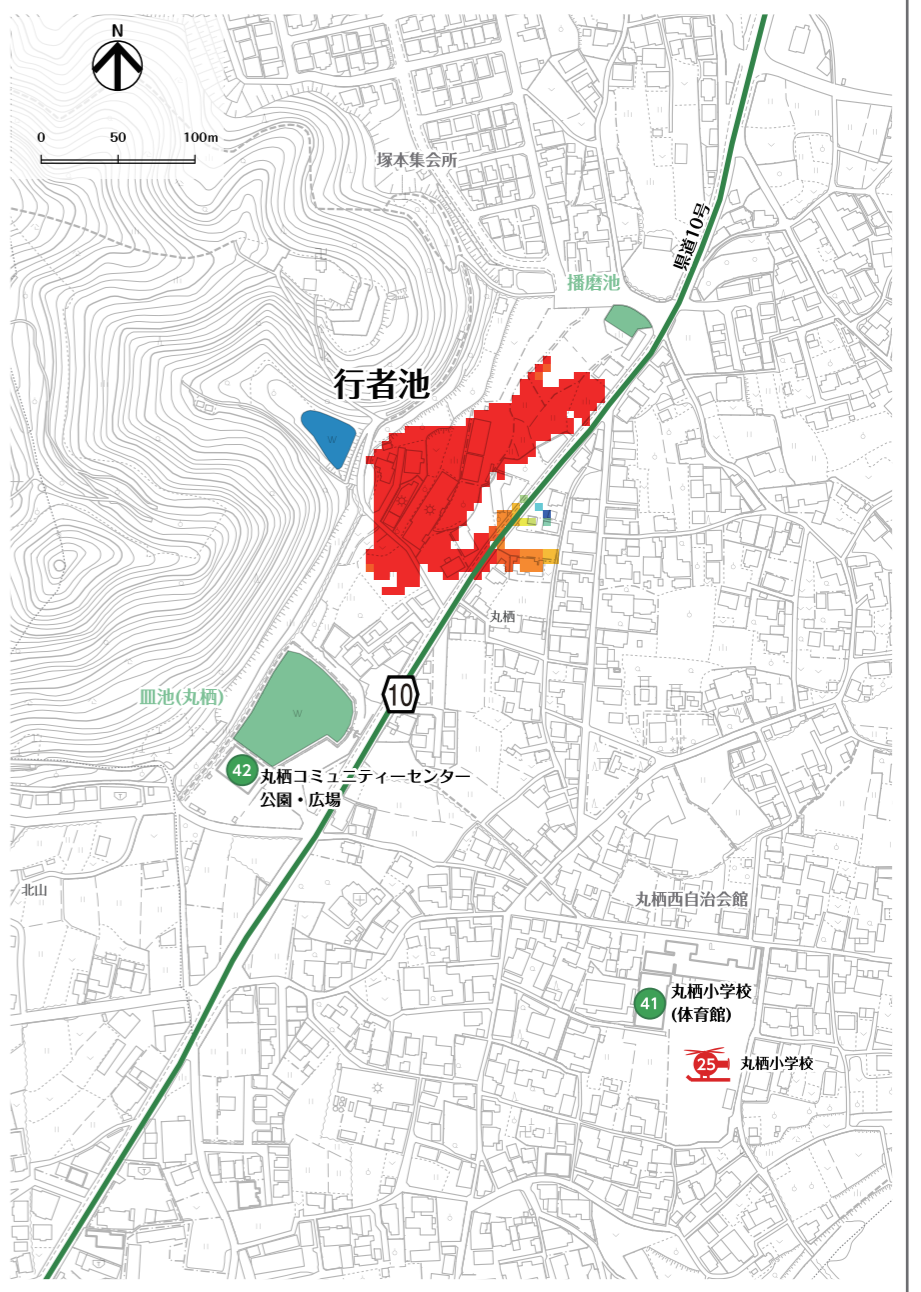 N
0 50 100m
塚本集会所
県道10号
播磨池
行者池
W
丸栖
皿池(丸栖)
W
10
42
丸栖コミュニティーセンター
公園・広場
北山
丸栖西自治会館
P
41
丸栖小学校
(体育館)
25
丸栖小学校